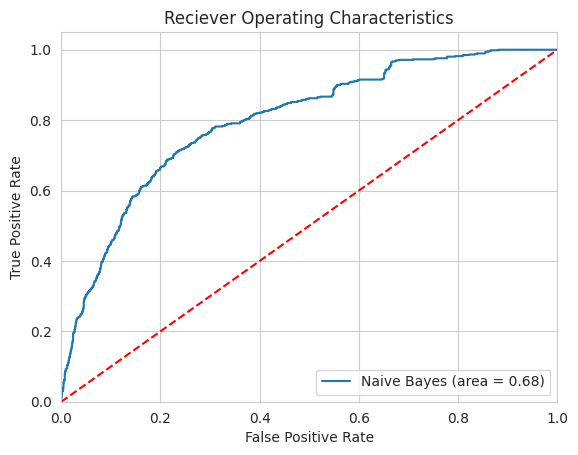 Reciever Operating Characteristics
True Positive Rate
1.0
0.8
0.6
0.4
0.2
0.0
0.0 0.2 0.4 0.6 0.8 1.0
False Positive Rate
Naive Bayes (area = 0.68)